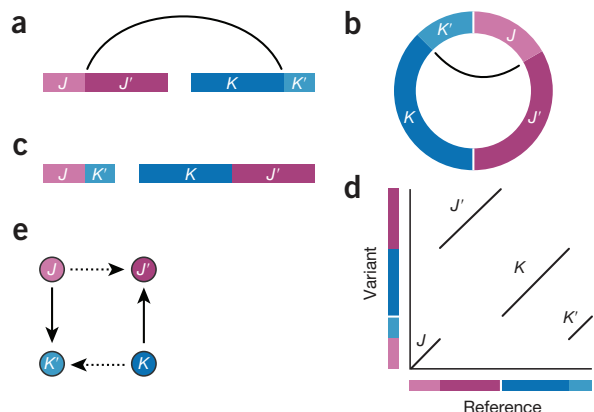 a
J J′ K K′
b
K′ J
K J′
c
J K′ K J′
d
J′
K
K′
J
Variant
Reference
e
J J′
K′ K